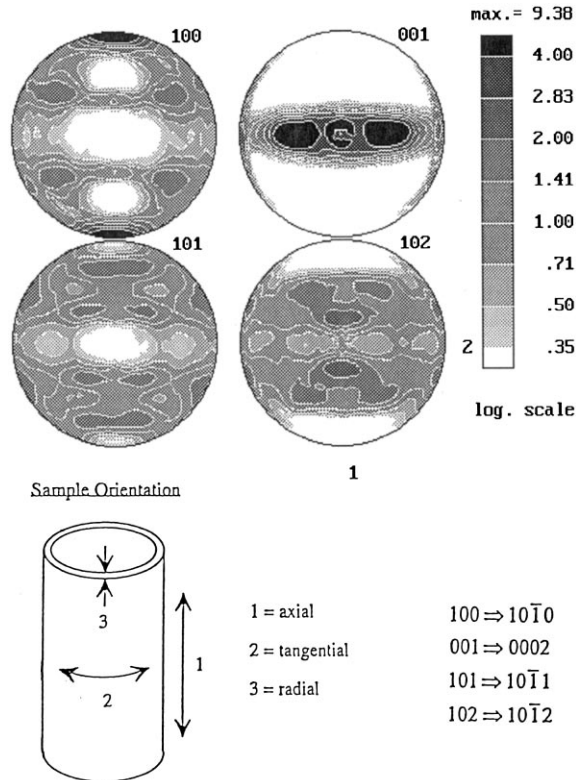 100
001
max.= 9.38
4.00
2.83
2.00
1.41
1.00
.71
.50
.35
101
102
2
log. scale
1
Sample Orientation
3
1
2
1 = axial
2 = tangential
3 = radial
100 ⇒ 101̅0
001 ⇒ 0002
101 ⇒ 101̅1
102 ⇒ 101̅2